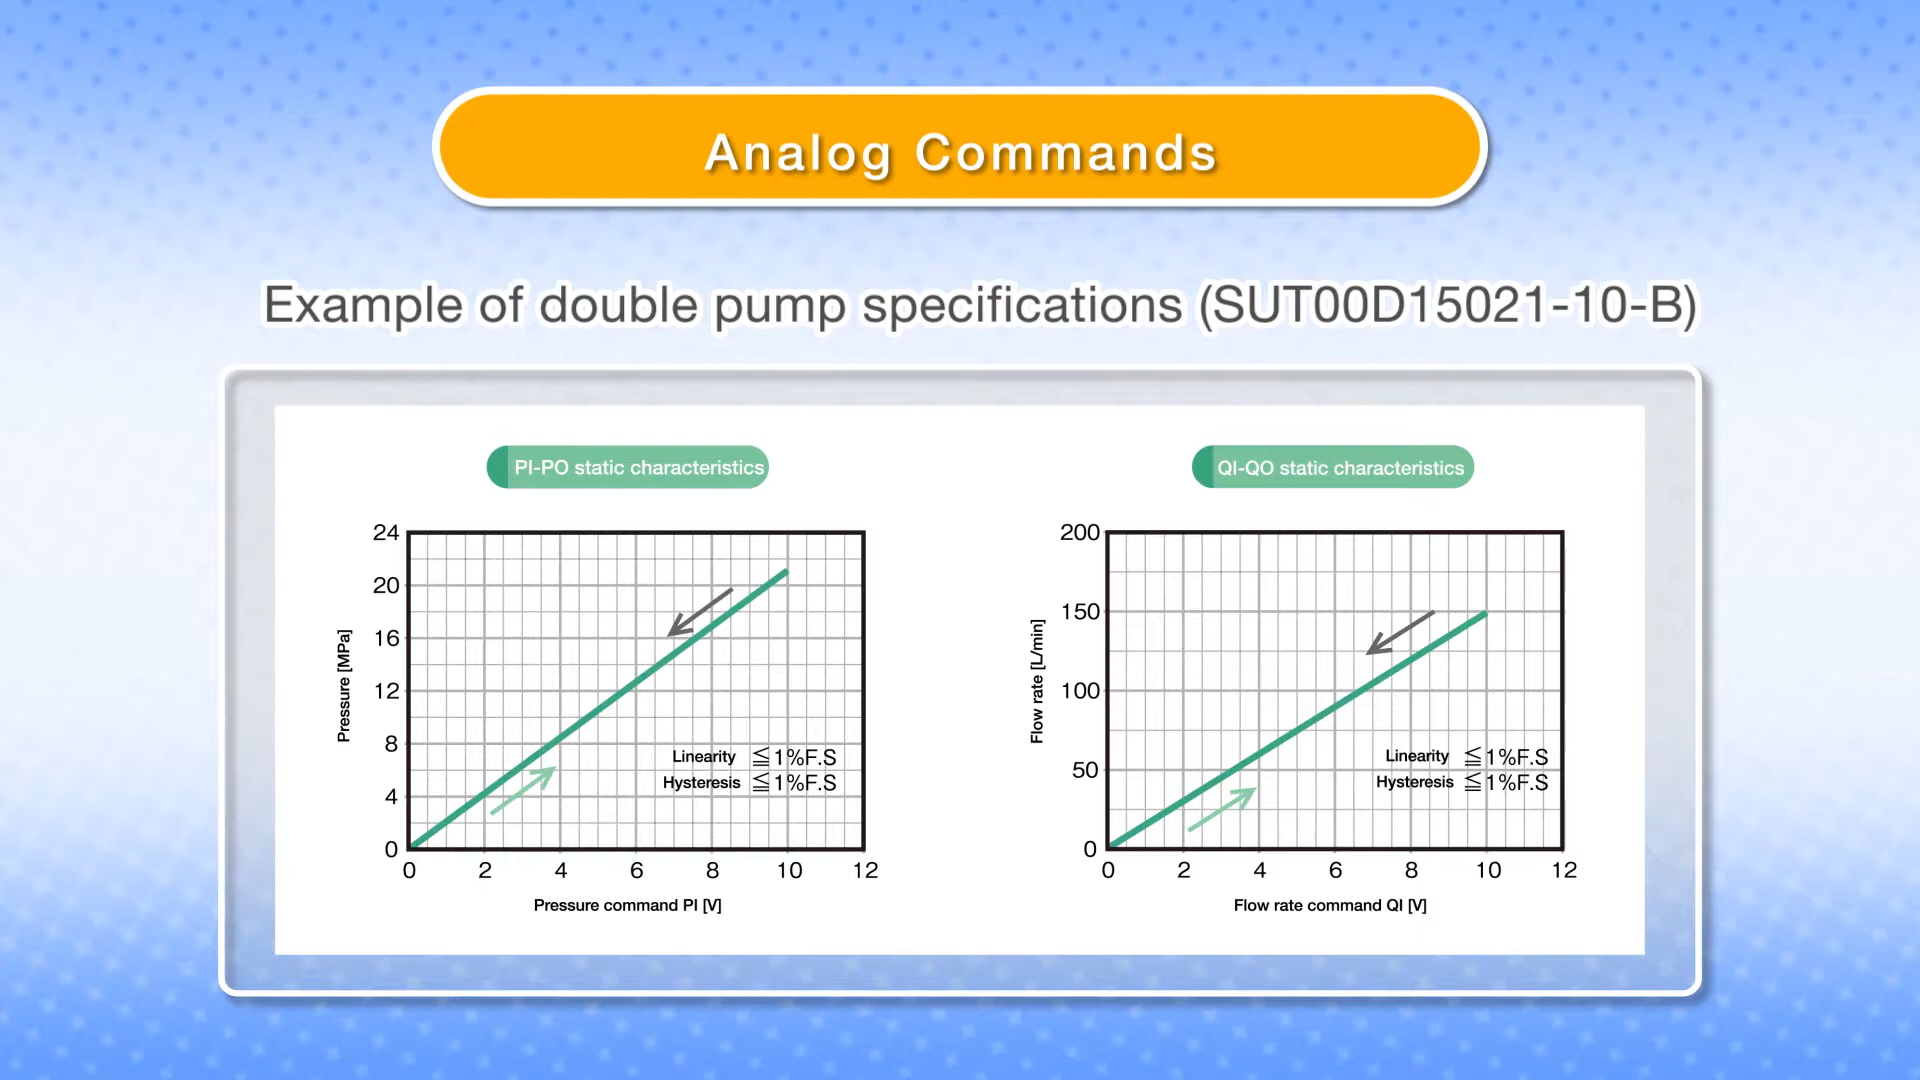 Analog Commands
Example of double pump specifications (SUT00D15021-10-B)
PI-PO static characteristics
24
20
16
12
8
4
0
0 2 4 6 8 10 12
Pressure [MPa]
Pressure command PI [V]
Linearity ≦1%F.S
Hysteresis ≦1%F.S
QI-QO static characteristics
200
150
100
50
0
0 2 4 6 8 10 12
Flow rate [L/min]
Flow rate command QI [V]
Linearity ≦1%F.S
Hysteresis ≦1%F.S